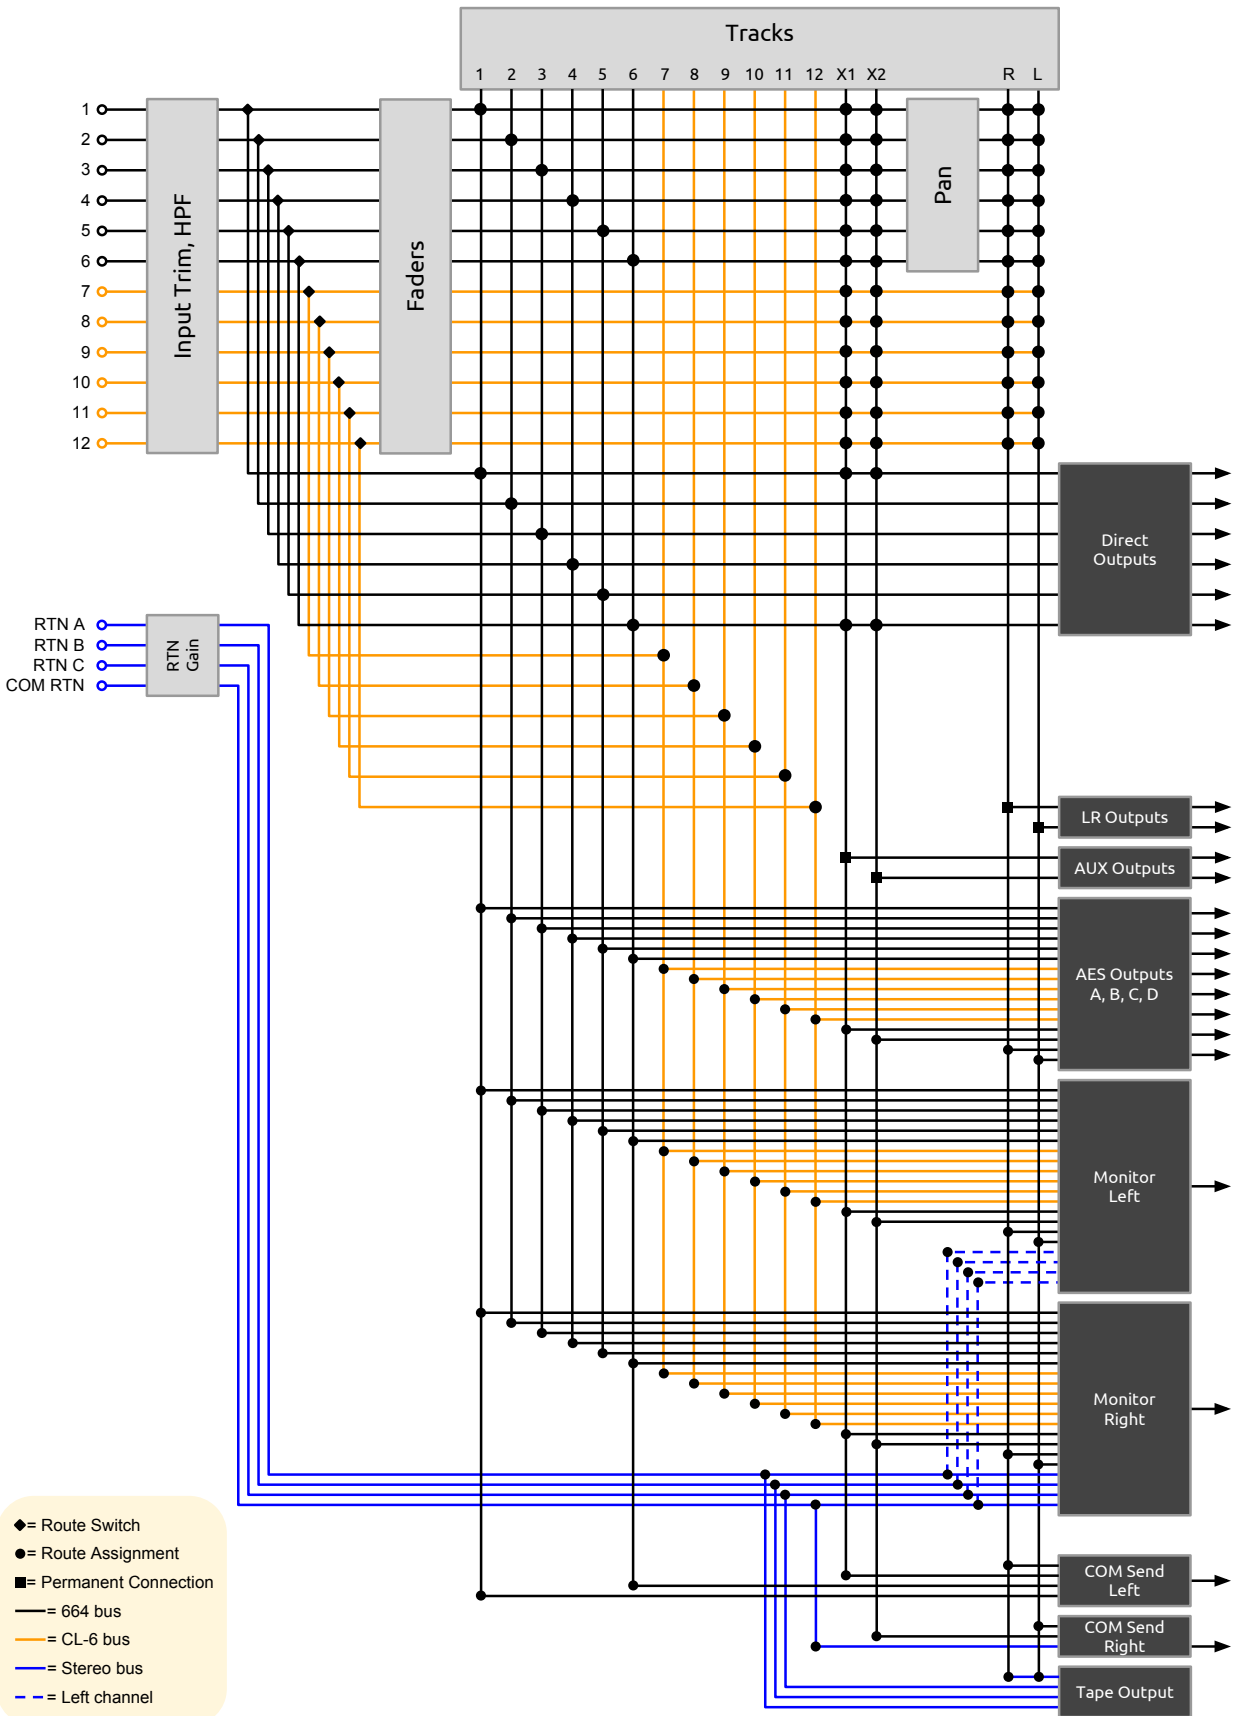 Tracks
1 2 3 4 5 6 7 8 9 10 11 12 X1 X2 R L
1
2
3
4
5
6
7
8
9
10
11
12
Input Trim, HPF
Faders
Pan
Direct
Outputs
RTN A
RTN B
RTN C
COM RTN
RTN
Gain
LR Outputs
AUX Outputs
AES Outputs
A, B, C, D
Monitor
Left
Monitor
Right
COM Send
Left
COM Send
Right
Tape Output
= Route Switch
= Route Assignment
= Permanent Connection
= 664 bus
= CL-6 bus
= Stereo bus
= Left channel